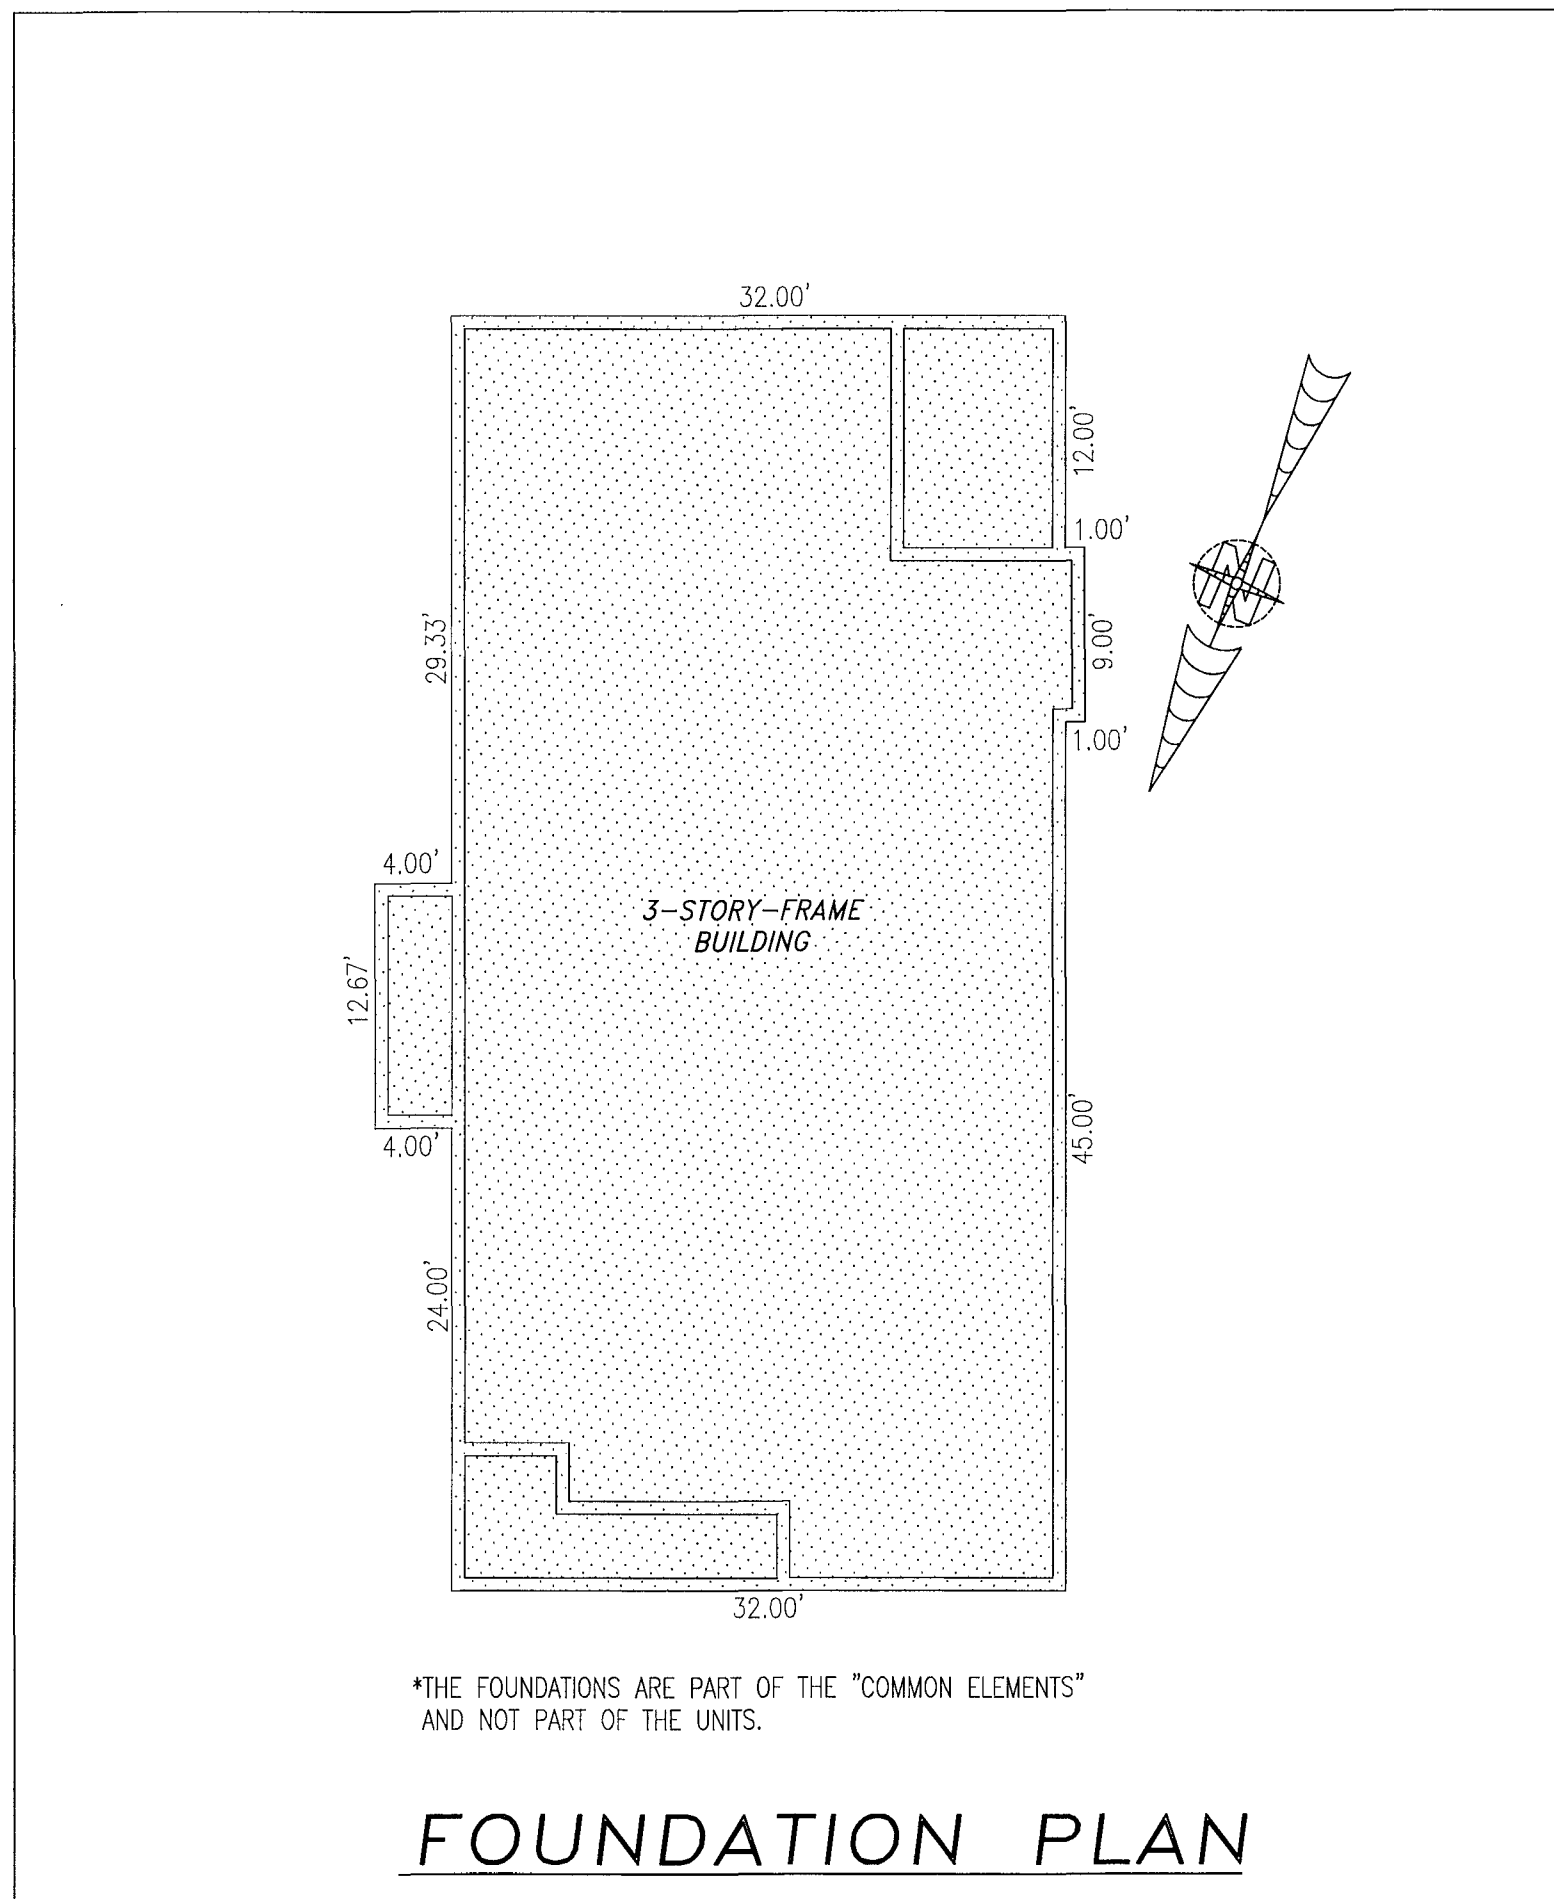 32.00'
12.00'
1.00'
N
29.33'
9.00'
1.00'
4.00'
3-STORY-FRAME
BUILDING
12.67'
45.00'
4.00'
24.00'
32.00'
*THE FOUNDATIONS ARE PART OF THE "COMMON ELEMENTS"
AND NOT PART OF THE UNITS.
FOUNDATION PLAN